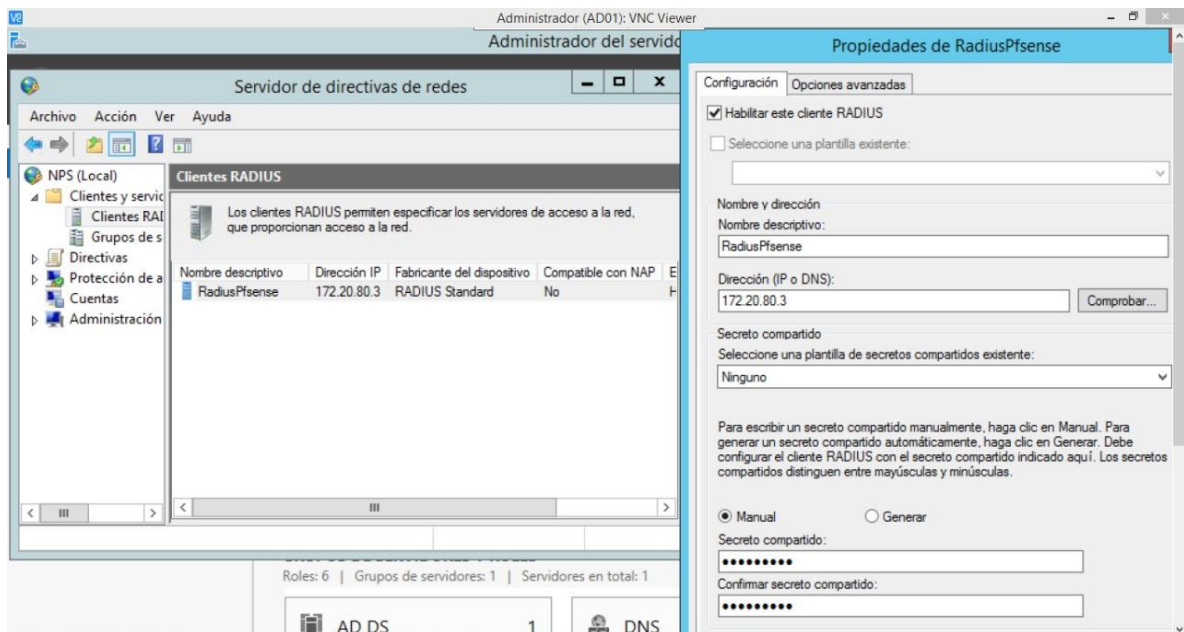 Administrador (AD01): VNC Viewer
Administrador del servido
Servidor de directivas de redes
Archivo Acción Ver Ayuda
NPS (Local)
Clientes y servic
Clientes RAD
Grupos de s
Directivas
Protección de a
Cuentas
Administración
Clientes RADIUS
Los clientes RADIUS permiten especificar los servidores de acceso a la red,
que proporcionan acceso a la red.
Nombre descriptivo Dirección IP Fabricante del dispositivo Compatible con NAP E
RadiusPfsense 172.20.80.3 RADIUS Standard No H
Roles: 6 | Grupos de servidores: 1 | Servidores en total: 1
AD DS 1
DNS
Propiedades de RadiusPfsense
Configuración Opciones avanzadas
Habilitar este cliente RADIUS
Seleccione una plantilla existente:
Nombre y dirección
Nombre descriptivo:
RadiusPfsense
Dirección (IP o DNS):
172.20.80.3 Comprobar...
Secreto compartido
Seleccione una plantilla de secretos compartidos existente:
Ninguno
Para escribir un secreto compartido manualmente, haga clic en Manual. Para
generar un secreto compartido automáticamente, haga clic en Generar. Debe
configurar el cliente RADIUS con el secreto compartido indicado aquí. Los secretos
compartidos distinguen entre mayúsculas y minúsculas.
Manual Generar
Secreto compartido:
●●●●●●●●●
Confirmar secreto compartido:
●●●●●●●●●